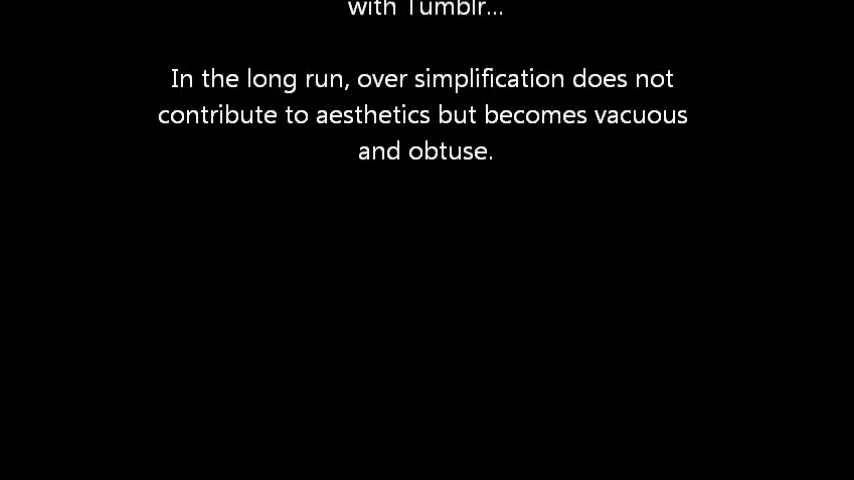 with Tumblr...
In the long run, over simplification does not
contribute to aesthetics but becomes vacuous
and obtuse.